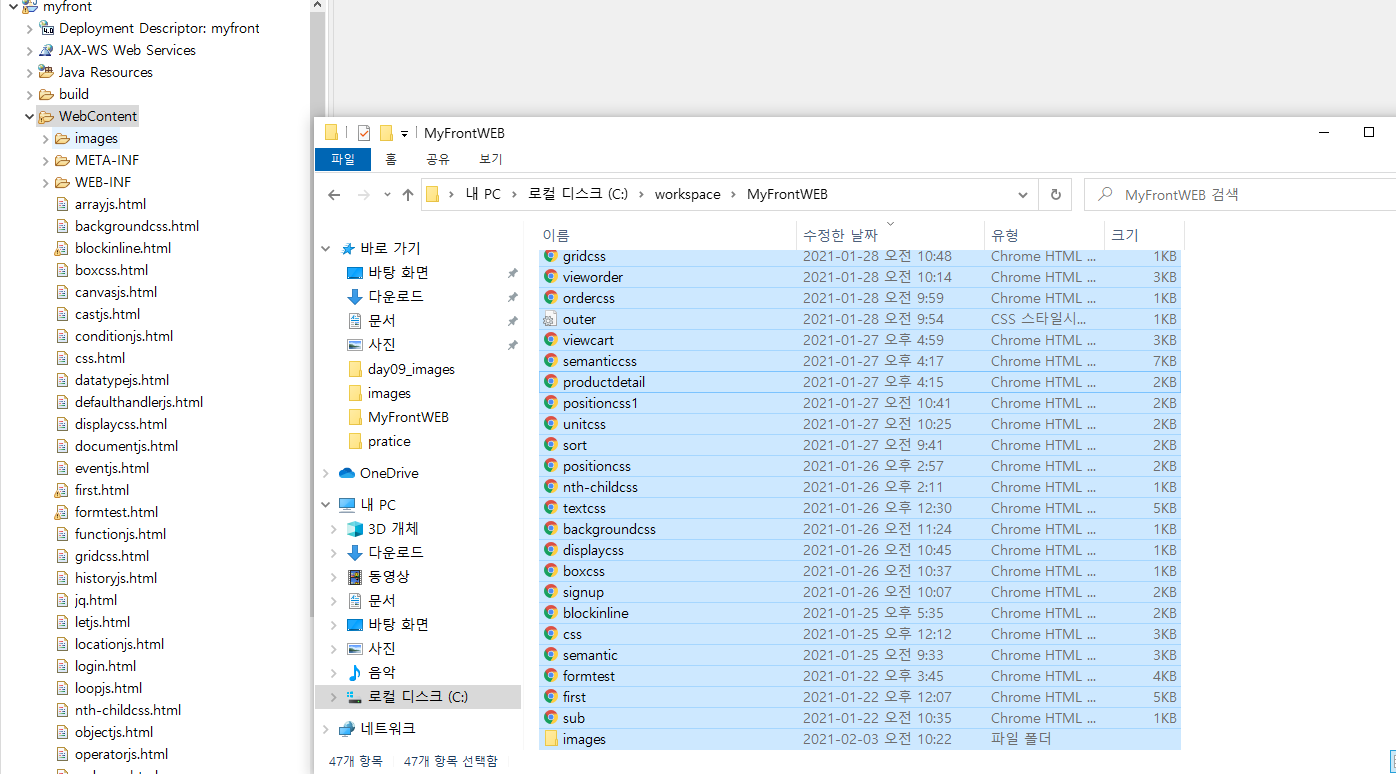 myfront
Deployment Descriptor: myfront
JAX-WS Web Services
Java Resources
build
WebContent
images
META-INF
WEB-INF
arrayjs.html
backgroundcss.html
blockinline.html
boxcss.html
canvasjs.html
castjs.html
conditionjs.html
css.html
datatypejs.html
defaulthandlerjs.html
displaycss.html
documentjs.html
eventjs.html
first.html
formtest.html
functionjs.html
gridcss.html
historyjs.html
jq.html
letjs.html
locationjs.html
login.html
loopjs.html
nth-childcss.html
objectjs.html
operatorjs.html
MyFrontWEB
파일 홈 공유 보기
내 PC 로컬 디스크 (C:) workspace MyFrontWEB
MyFrontWEB 검색
바로 가기
바탕 화면
다운로드
문서
사진
day09_images
images
MyFrontWEB
pratice
OneDrive
내 PC
3D 개체
다운로드
동영상
문서
바탕 화면
사진
음악
로컬 디스크 (C:)
네트워크
이름 수정한 날짜 유형 크기
gridcss 2021-01-28 오전 10:48 Chrome HTML ... 1KB
vieworder 2021-01-28 오전 10:14 Chrome HTML ... 3KB
ordercss 2021-01-28 오전 9:59 Chrome HTML ... 1KB
outer 2021-01-28 오전 9:54 CSS 스타일시... 1KB
viewcart 2021-01-27 오후 4:59 Chrome HTML ... 3KB
semanticcss 2021-01-27 오후 4:17 Chrome HTML ... 7KB
productdetail 2021-01-27 오후 4:15 Chrome HTML ... 2KB
positioncss1 2021-01-27 오전 10:41 Chrome HTML ... 2KB
unitcss 2021-01-27 오전 10:25 Chrome HTML ... 2KB
sort 2021-01-27 오전 9:41 Chrome HTML ... 2KB
positioncss 2021-01-26 오후 2:57 Chrome HTML ... 2KB
nth-childcss 2021-01-26 오후 2:11 Chrome HTML ... 1KB
textcss 2021-01-26 오후 12:30 Chrome HTML ... 5KB
backgroundcss 2021-01-26 오전 11:24 Chrome HTML ... 1KB
displaycss 2021-01-26 오전 10:45 Chrome HTML ... 1KB
boxcss 2021-01-26 오전 10:37 Chrome HTML ... 1KB
signup 2021-01-26 오전 10:07 Chrome HTML ... 2KB
blockinline 2021-01-25 오후 5:35 Chrome HTML ... 2KB
css 2021-01-25 오후 12:12 Chrome HTML ... 3KB
semantic 2021-01-25 오전 9:33 Chrome HTML ... 3KB
formtest 2021-01-22 오후 3:45 Chrome HTML ... 4KB
first 2021-01-22 오후 12:07 Chrome HTML ... 5KB
sub 2021-01-22 오전 10:35 Chrome HTML ... 1KB
images 2021-02-03 오전 10:22 파일 폴더
47개 항목 47개 항목 선택함